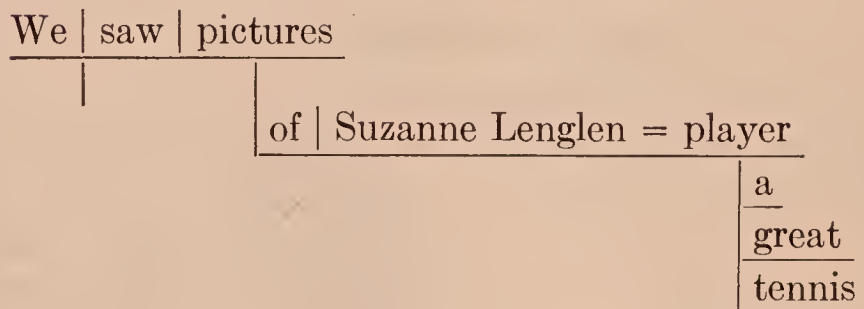 We | saw | pictures
of | Suzanne Lenglen = player
a
great
tennis